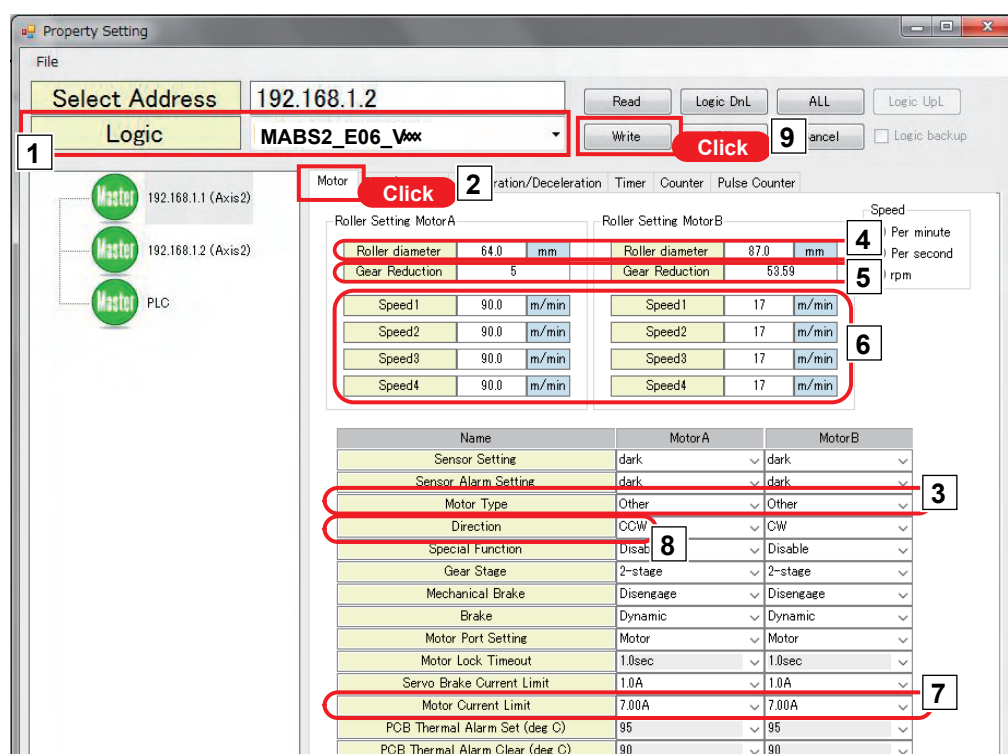 Property Setting
File
Select Address 192.168.1.2 Read Logic DnL ALL Logic UpL
1 Logic MABS2_E06_V Write Click 9 ancel Logic backup
Motor Click 2 ration/Deceleration Timer Counter Pulse Counter
Master 192.168.1.1 (Axis2)
Master 192.168.1.2 (Axis2)
Master PLC
Roller Setting MotorA Roller Setting MotorB Speed
Roller diameter 64.0 mm Roller diameter 87.0 mm 4 Per minute
Per second
Gear Reduction 5 Gear Reduction 53.59 5 rpm
Speed1 90.0 m/min Speed1 17 m/min
Speed2 90.0 m/min Speed2 17 m/min 6
Speed3 90.0 m/min Speed3 17 m/min
Speed4 90.0 m/min Speed4 17 m/min
Name MotorA MotorB
Sensor Setting dark dark
Sensor Alarm Setting dark dark
Motor Type Other Other 3
Direction CCW CW
Special Function Disab 8 Disable
Gear Stage 2-stage 2-stage
Mechanical Brake Disengage Disengage
Brake Dynamic Dynamic
Motor Port Setting Motor Motor
Motor Lock Timeout 1.0sec 1.0sec
Servo Brake Current Limit 1.0A 1.0A
Motor Current Limit 7.00A 7.00A 7
PCB Thermal Alarm Set (deg C) 95 95
PCB Thermal Alarm Clear (deg C) 90 90